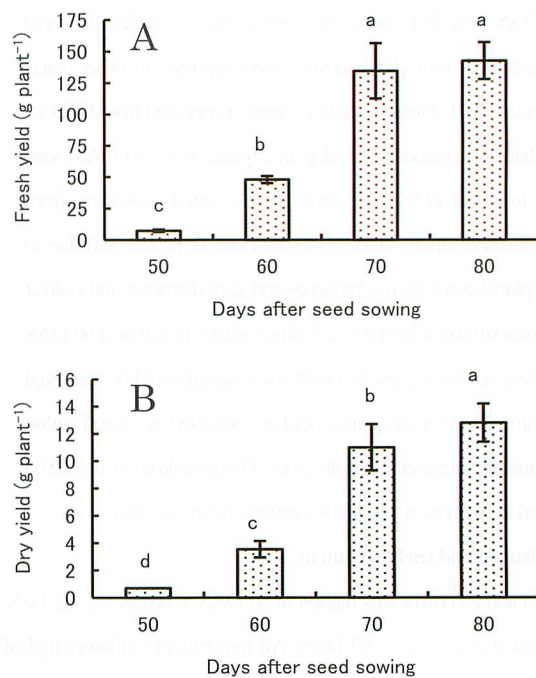 A
Fresh yield (g plant⁻¹)
175
150
125
100
75
50
25
0
c
b
a
a
50 60 70 80
Days after seed sowing
B
Dry yield (g plant⁻¹)
16
14
12
10
8
6
4
2
0
d
c
b
a
50 60 70 80
Days after seed sowing